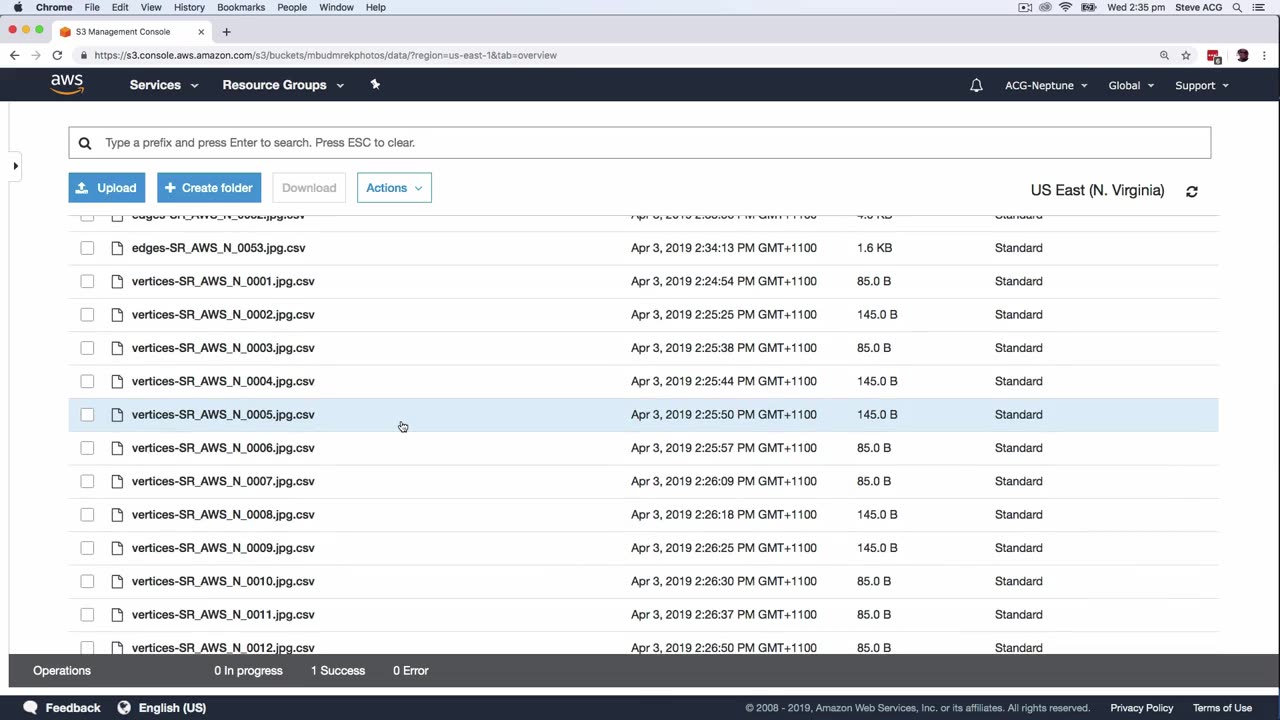 Chrome File Edit View History Bookmarks People Window Help Wed 2:35 pm Steve ACG
S3 Management Console
https://s3.console.aws.amazon.com/s3/buckets/mbudmrekphotos/data/?region=us-east-1&tab=overview
aws Services Resource Groups ACG-Neptune Global Support
Type a prefix and press Enter to search. Press ESC to clear.
Upload Create folder Download Actions US East (N. Virginia)
edges-SR_AWS_N_0053.jpg.csv Apr 3, 2019 2:34:13 PM GMT+1100 1.6 KB Standard
vertices-SR_AWS_N_0001.jpg.csv Apr 3, 2019 2:24:54 PM GMT+1100 85.0 B Standard
vertices-SR_AWS_N_0002.jpg.csv Apr 3, 2019 2:25:25 PM GMT+1100 145.0 B Standard
vertices-SR_AWS_N_0003.jpg.csv Apr 3, 2019 2:25:38 PM GMT+1100 85.0 B Standard
vertices-SR_AWS_N_0004.jpg.csv Apr 3, 2019 2:25:44 PM GMT+1100 145.0 B Standard
vertices-SR_AWS_N_0005.jpg.csv Apr 3, 2019 2:25:50 PM GMT+1100 145.0 B Standard
vertices-SR_AWS_N_0006.jpg.csv Apr 3, 2019 2:25:57 PM GMT+1100 85.0 B Standard
vertices-SR_AWS_N_0007.jpg.csv Apr 3, 2019 2:26:09 PM GMT+1100 85.0 B Standard
vertices-SR_AWS_N_0008.jpg.csv Apr 3, 2019 2:26:18 PM GMT+1100 145.0 B Standard
vertices-SR_AWS_N_0009.jpg.csv Apr 3, 2019 2:26:25 PM GMT+1100 145.0 B Standard
vertices-SR_AWS_N_0010.jpg.csv Apr 3, 2019 2:26:30 PM GMT+1100 85.0 B Standard
vertices-SR_AWS_N_0011.jpg.csv Apr 3, 2019 2:26:37 PM GMT+1100 85.0 B Standard
vertices-SR_AWS_N_0012.jpg.csv Apr 3, 2019 2:26:50 PM GMT+1100 85.0 B Standard
Operations 0 In progress 1 Success 0 Error
Feedback English (US) © 2008 - 2019, Amazon Web Services, Inc. or its affiliates. All rights reserved. Privacy Policy Terms of Use